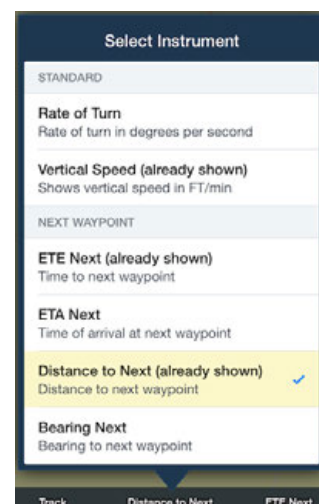 Select Instrument
STANDARD
Rate of Turn
Rate of turn in degrees per second
Vertical Speed (already shown)
Shows vertical speed in FT/min
NEXT WAYPOINT
ETE Next (already shown)
Time to next waypoint
ETA Next
Time of arrival at next waypoint
Distance to Next (already shown)
Distance to next waypoint
Bearing Next
Bearing to next waypoint
Track Distance to Next ETE Next